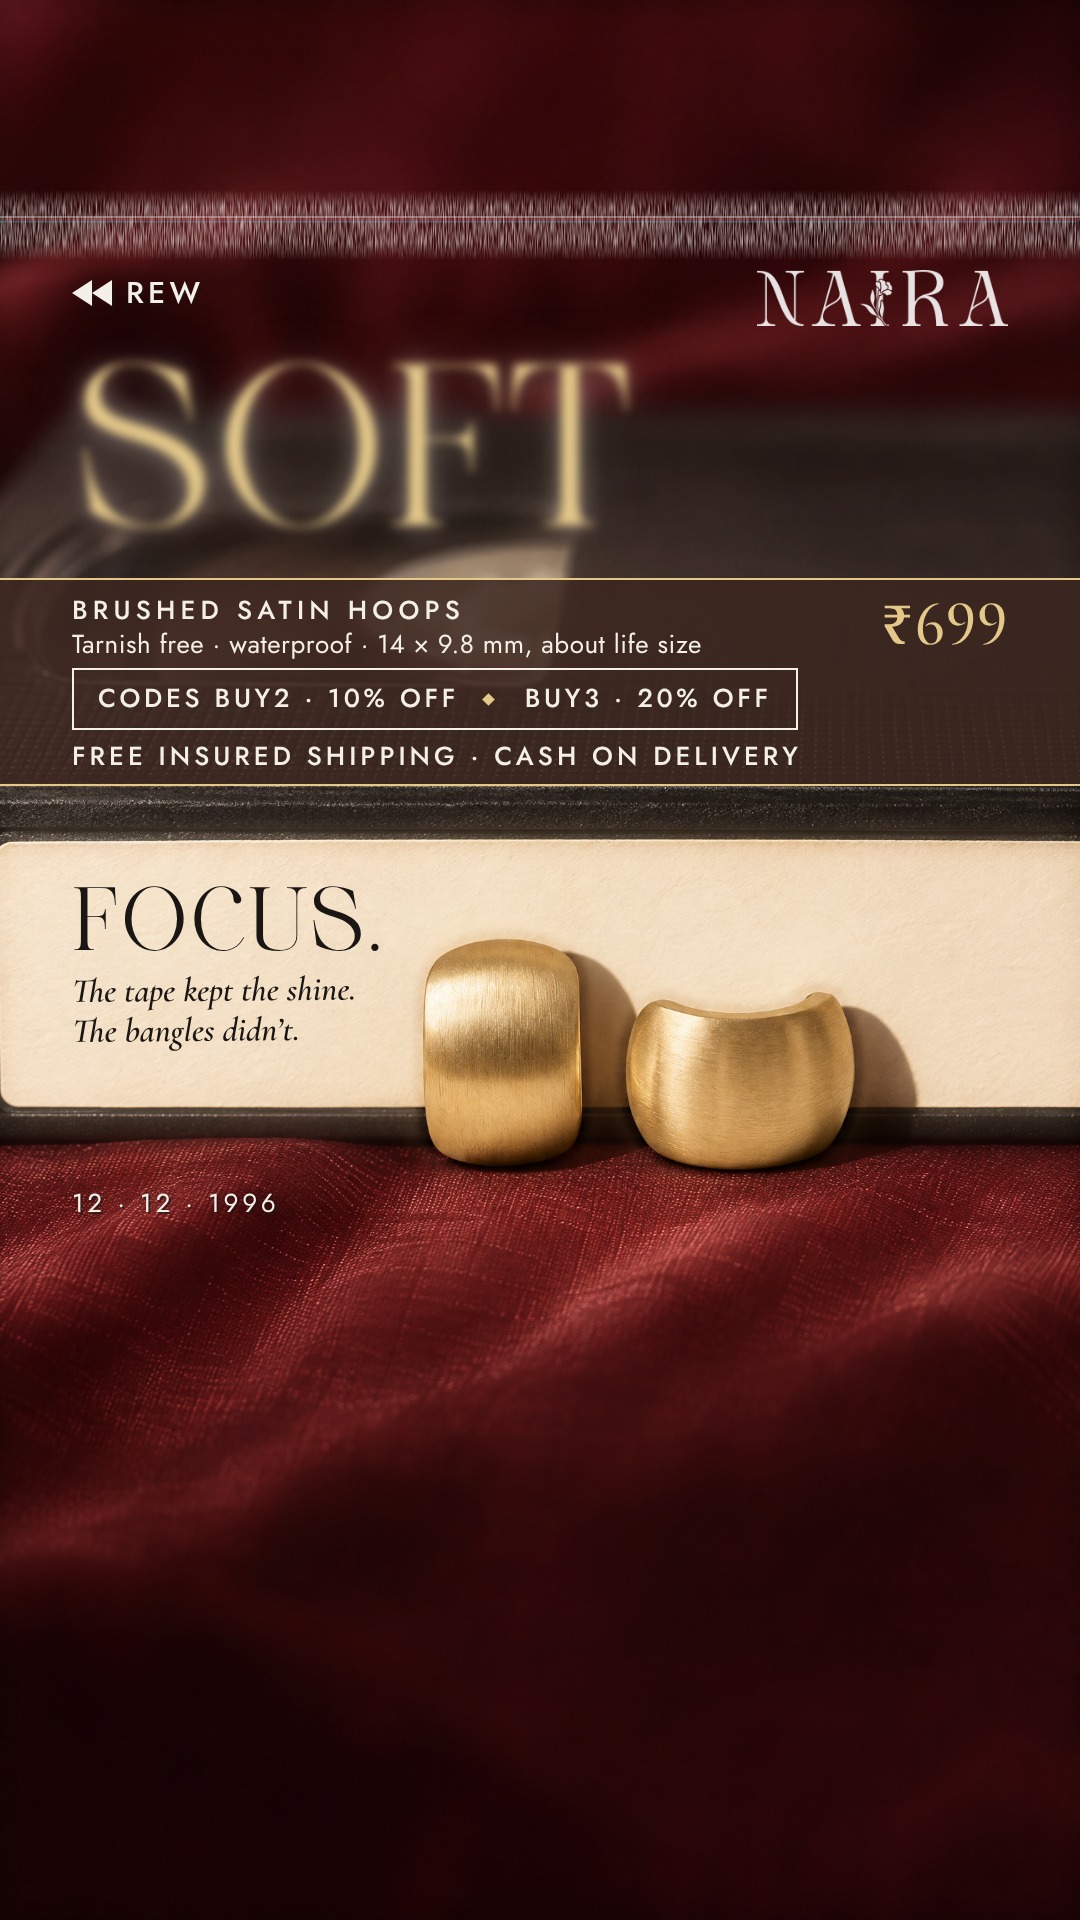 REW
NAIRA
SOFT
BRUSHED SATIN HOOPS
₹699
Tarnish free · waterproof · 14 × 9.8 mm, about life size
CODES BUY2 · 10% OFF ◆ BUY3 · 20% OFF
FREE INSURED SHIPPING · CASH ON DELIVERY
FOCUS.
The tape kept the shine.
The bangles didn’t.
12 · 12 · 1996